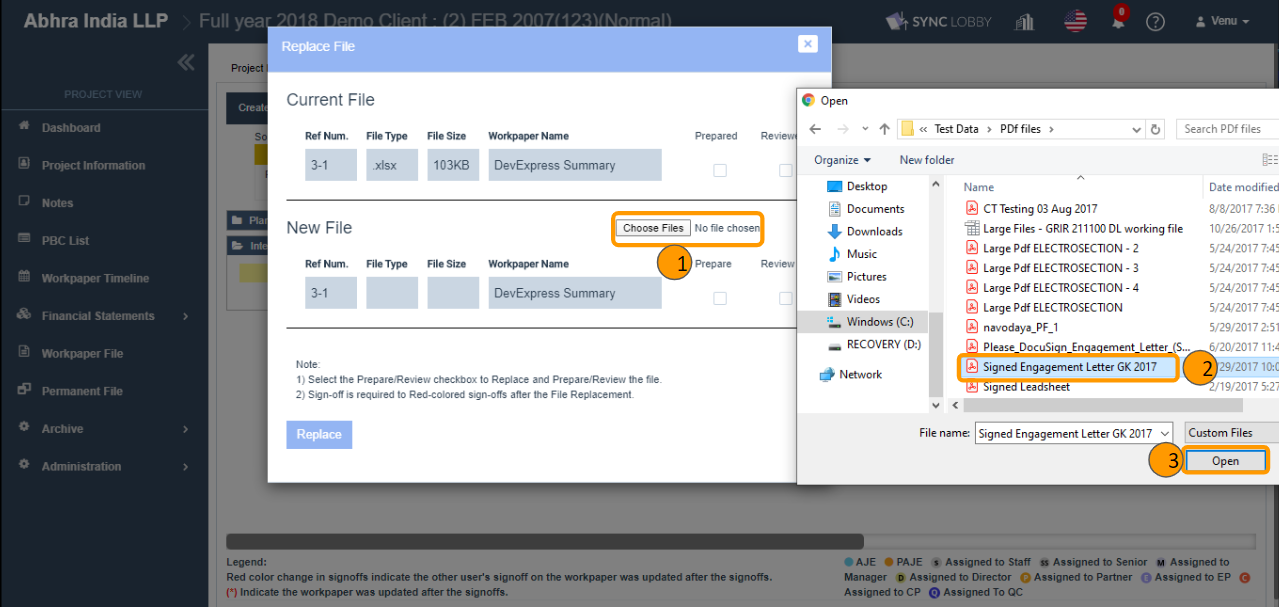 Abhra India LLP > Full year 2018 Demo Client : (2) FEB 2007(123)(Normal)
SYNC LOBBY
0
?
Venu
PROJECT VIEW
Dashboard
Project Information
Notes
PBC List
Workpaper Timeline
Financial Statements >
Workpaper File
Permanent File
Archive >
Administration >
Project
Create
So
Plan
Inte
Replace File
x
Current File
Ref Num. File Type File Size Workpaper Name Prepared Reviewe
3-1 .xlsx 103KB DevExpress Summary
New File
Choose Files No file chosen
1
Ref Num. File Type File Size Workpaper Name Prepare Review
3-1 DevExpress Summary
Note:
1) Select the Prepare/Review checkbox to Replace and Prepare/Review the file.
2) Sign-off is required to Red-colored sign-offs after the File Replacement.
Replace
Open
« Test Data > PDf files >
Search PDf files
Organize New folder
Desktop
Documents
Downloads
Music
Pictures
Videos
Windows (C:)
RECOVERY (D:)
Network
Name Date modified
CT Testing 03 Aug 2017 8/8/2017 7:36
Large Files - GRIR 211100 DL working file 10/26/2017 1:5
Large Pdf ELECTROSECTION - 2 5/24/2017 7:45
Large Pdf ELECTROSECTION - 3 5/24/2017 7:45
Large Pdf ELECTROSECTION - 4 5/24/2017 7:45
Large Pdf ELECTROSECTION 5/24/2017 7:45
navodaya_PF_1 5/29/2017 2:51
Please_DocuSign_Engagement_Letter_(S... 6/20/2017 11:4
Signed Engagement Letter GK 2017 2 /29/2017 10:0
Signed Leadsheet 2/19/2017 5:27
File name: Signed Engagement Letter GK 2017 Custom Files
3 Open
Legend:
Red color change in signoffs indicate the other user's signoff on the workpaper was updated after the signoffs.
(*) Indicate the workpaper was updated after the signoffs.
AJE PAJE S Assigned to Staff SS Assigned to Senior M Assigned to
Manager D Assigned to Director P Assigned to Partner E Assigned to EP C
Assigned to CP Q Assigned To QC